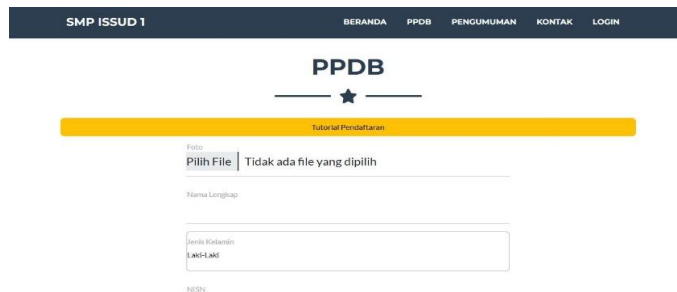 SMP ISSUD 1 BERANDA PPDB PENGUMUMAN KONTAK LOGIN
PPDB
Tutorial Pendaftaran
Foto
Pilih File Tidak ada file yang dipilih
Nama Lengkap
Jenis Kelamin
Laki-Laki
NISN